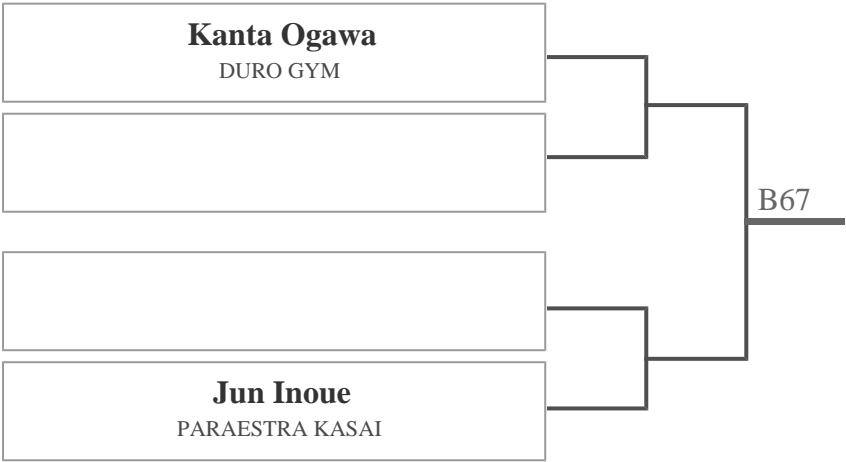 Kanta Ogawa
DURO GYM
B67
Jun Inoue
PARAESTRA KASAI